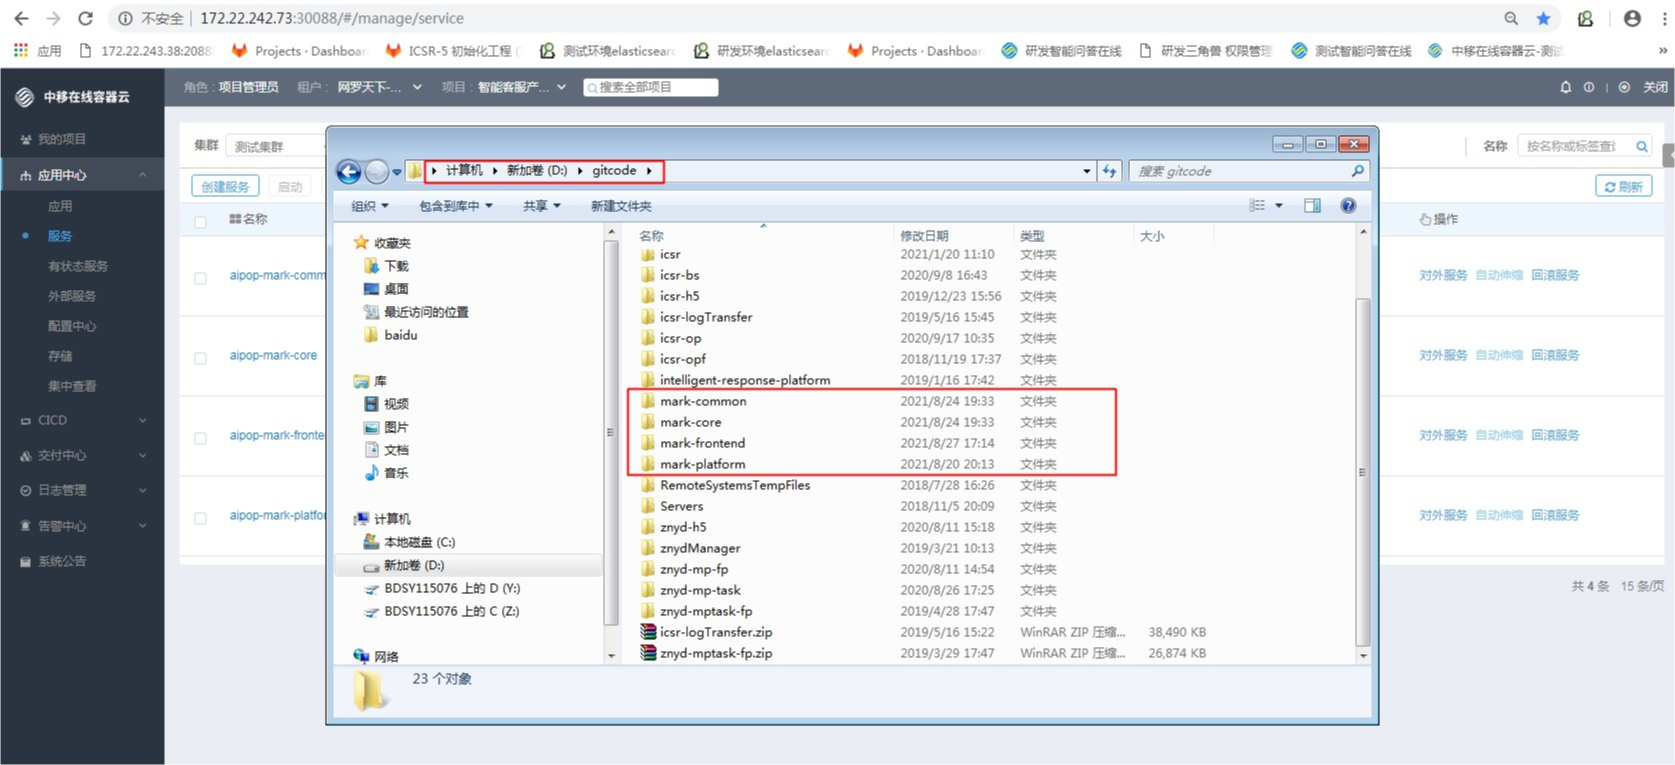 不安全 172.22.242.73:30088/#/manage/service
应用 172.22.243.38:2088 Projects · Dashboar ICSR-5 初始化工程 ( 测试环境elasticsearc 研发环境elasticsearc Projects · Dashboar 研发智能问答在线 研发三角兽 权限管理 测试智能问答在线 中移在线容器云-测试 »
中移在线容器云 角色： 项目管理员 租户： 网罗天下-... 项目： 智能客服产... 搜索全部项目 关闭
我的项目
应用中心
应用
服务
有状态服务
外部服务
配置中心
存储
集中查看
CICD
交付中心
日志管理
告警中心
系统公告
集群 测试集群 名称 按名称或标签查询
创建服务 启动 刷新
名称 操作
aipop-mark-comm 对外服务 自动伸缩 回滚服务
aipop-mark-core 对外服务 自动伸缩 回滚服务
aipop-mark-fronte 对外服务 自动伸缩 回滚服务
aipop-mark-platfor 对外服务 自动伸缩 回滚服务
共 4 条 15 条/页
计算机 新加卷 (D:) gitcode 搜索 gitcode
组织 包含到库中 共享 新建文件夹
收藏夹
下载
桌面
最近访问的位置
baidu
库
视频
图片
文档
音乐
计算机
本地磁盘 (C:)
新加卷 (D:)
BDSY115076 上的 D (Y:)
BDSY115076 上的 C (Z:)
网络
名称 修改日期 类型 大小
icsr 2021/1/20 11:10 文件夹
icsr-bs 2020/9/8 16:43 文件夹
icsr-h5 2019/12/23 15:56 文件夹
icsr-logTransfer 2019/5/16 15:45 文件夹
icsr-op 2020/9/17 10:35 文件夹
icsr-opf 2018/11/19 17:37 文件夹
intelligent-response-platform 2019/1/16 17:42 文件夹
mark-common 2021/8/24 19:33 文件夹
mark-core 2021/8/24 19:33 文件夹
mark-frontend 2021/8/27 17:14 文件夹
mark-platform 2021/8/20 20:13 文件夹
RemoteSystemsTempFiles 2018/7/28 16:26 文件夹
Servers 2018/11/5 20:09 文件夹
znyd-h5 2020/8/11 15:18 文件夹
znydManager 2019/3/21 10:13 文件夹
znyd-mp-fp 2020/8/11 14:54 文件夹
znyd-mp-task 2020/8/26 17:25 文件夹
znyd-mptask-fp 2019/4/28 17:47 文件夹
icsr-logTransfer.zip 2019/5/16 15:22 WinRAR ZIP 压缩... 38,490 KB
znyd-mptask-fp.zip 2019/3/29 17:47 WinRAR ZIP 压缩... 26,874 KB
23 个对象